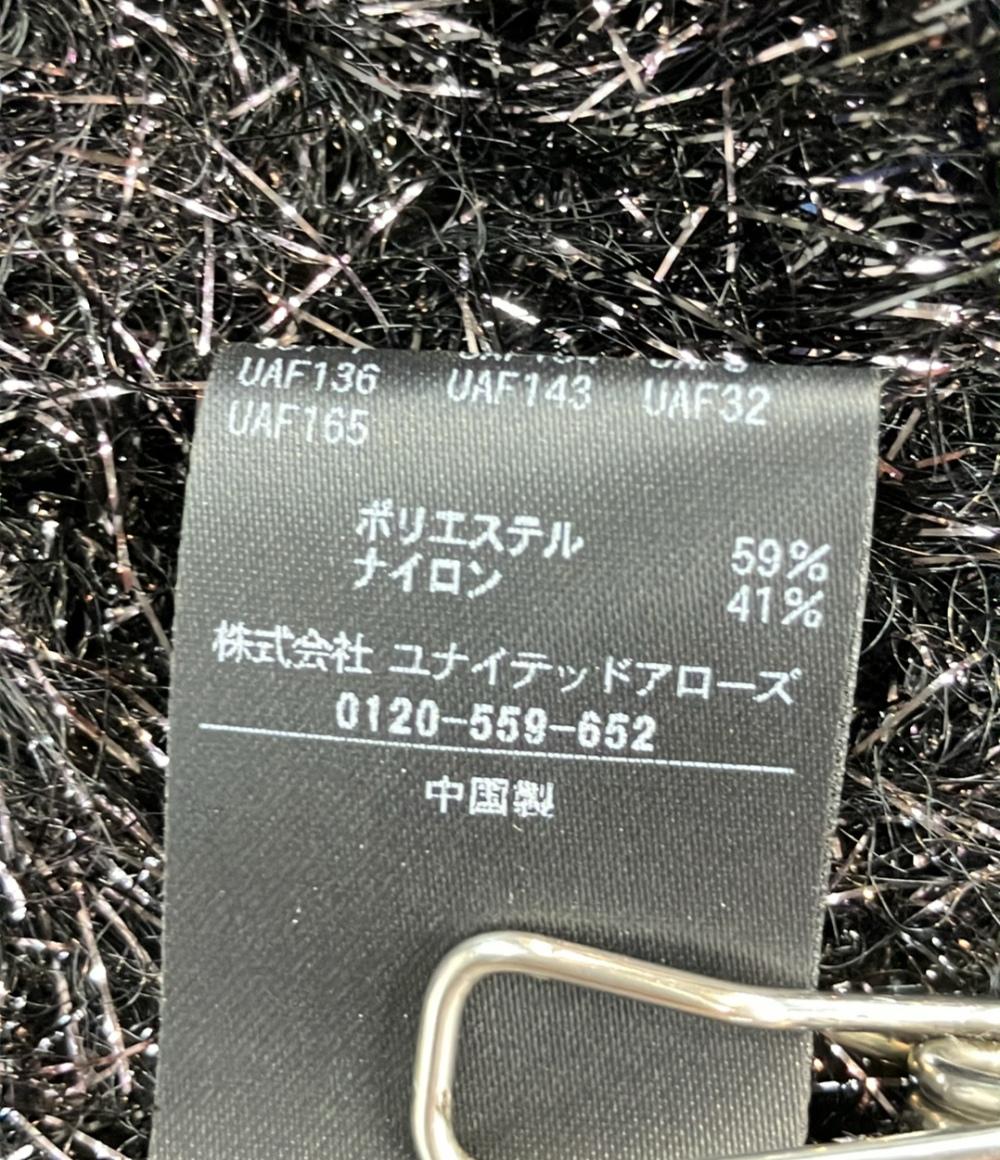 UAF136 UAF143 UAF32
UAF165
ポリエステル 59%
ナイロン 41%
株式会社 ユナイテッドアローズ
0120-559-652
中国製